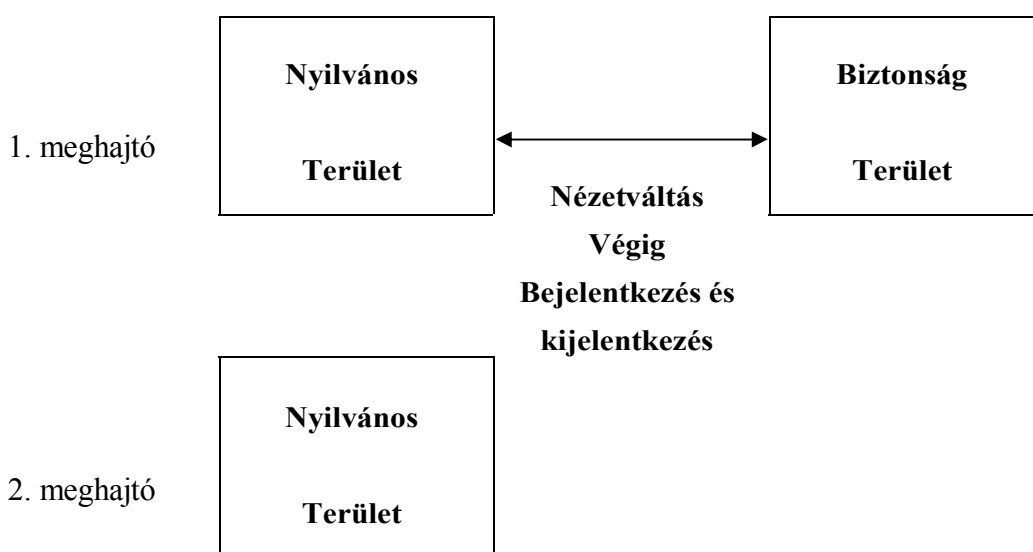 Nyilvános
Terület
Biztonság
Terület
1. meghajtó
Nézetváltás
Végig
Bejelentkezés és
kijelentkezés
Nyilvános
Terület
2. meghajtó